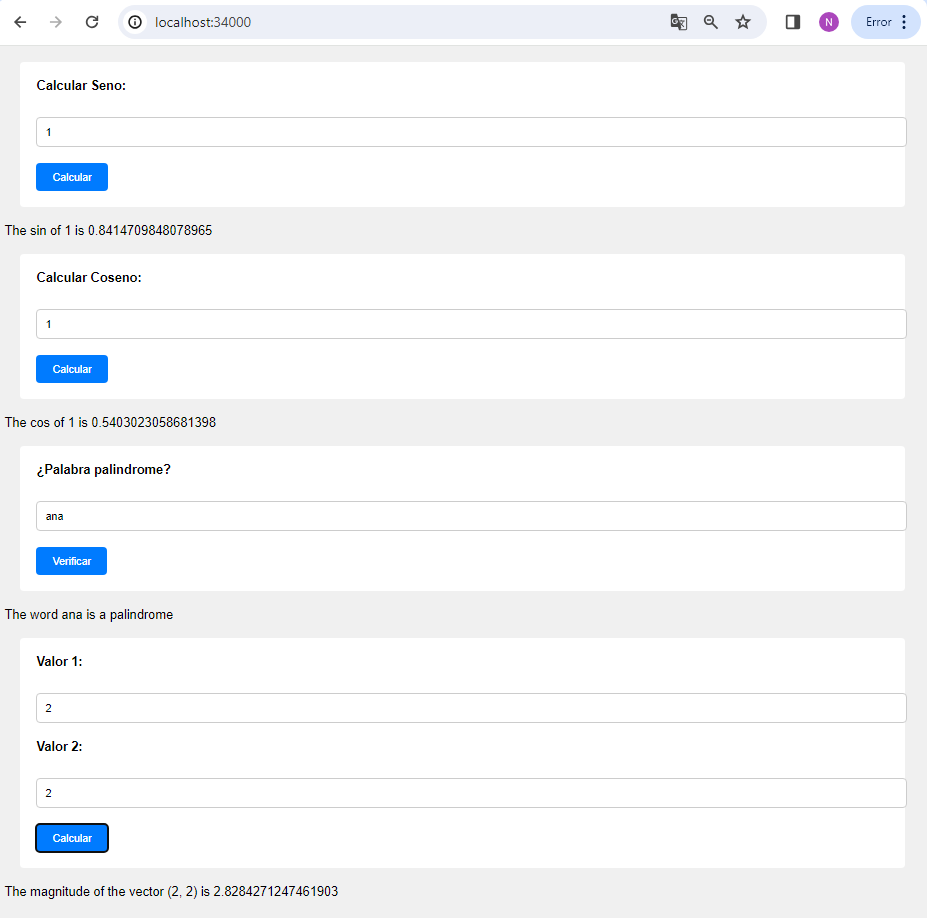 localhost:34000
N
Error
Calcular Seno:
1
Calcular
The sin of 1 is 0.8414709848078965
Calcular Coseno:
1
Calcular
The cos of 1 is 0.5403023058681398
¿Palabra palindrome?
ana
Verificar
The word ana is a palindrome
Valor 1:
2
Valor 2:
2
Calcular
The magnitude of the vector (2, 2) is 2.8284271247461903